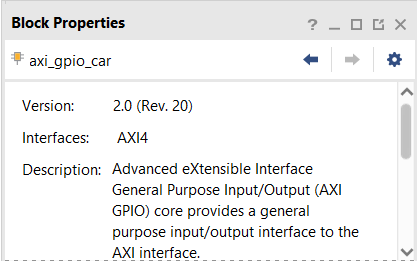 Block Properties
axi_gpio_car
Version: 2.0 (Rev. 20)
Interfaces: AXI4
Description: Advanced eXtensible Interface
General Purpose Input/Output (AXI
GPIO) core provides a general
purpose input/output interface to the
AXI interface.